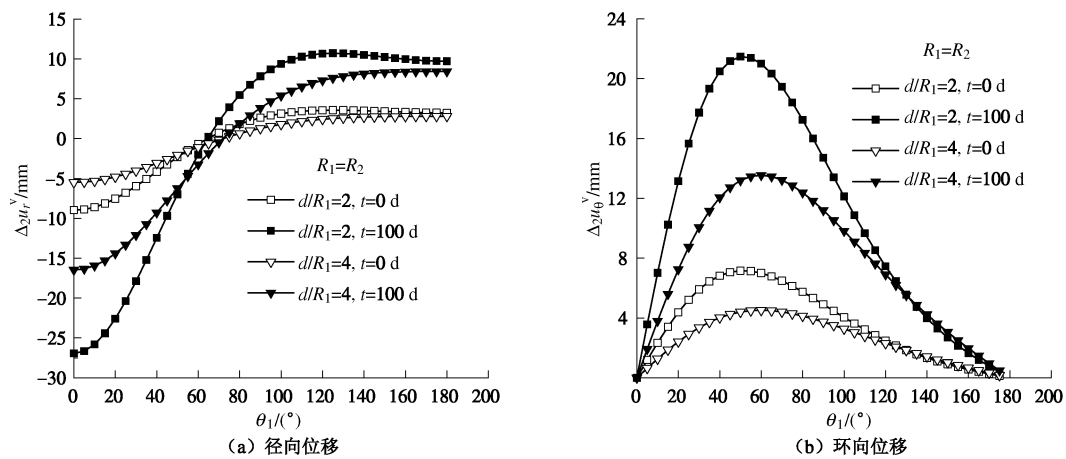 15
10
5
0
−5
−10
−15
−20
−25
−30
Δ₂uᵣᵛ/mm
R₁=R₂
d/R₁=2, t=0 d
d/R₁=2, t=100 d
d/R₁=4, t=0 d
d/R₁=4, t=100 d
0 20 40 60 80 100 120 140 160 180 200
θ₁/(°)
(a) 径向位移
24
20
16
12
8
4
Δ₂u_θᵛ/mm
R₁=R₂
d/R₁=2, t=0 d
d/R₁=2, t=100 d
d/R₁=4, t=0 d
d/R₁=4, t=100 d
0 20 40 60 80 100 120 140 160 180 200
θ₁/(°)
(b) 环向位移